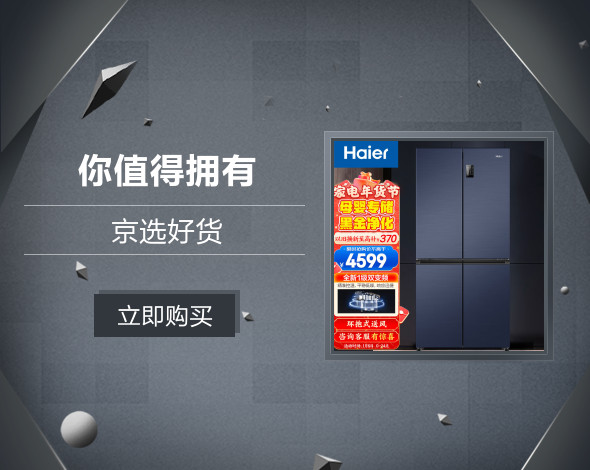 你值得拥有
京选好货
立即购买
Haier
家电年货节
母婴专储
黑金净化
370
4599
全新1级双变频
环抱式送风
咨询客服有惊喜